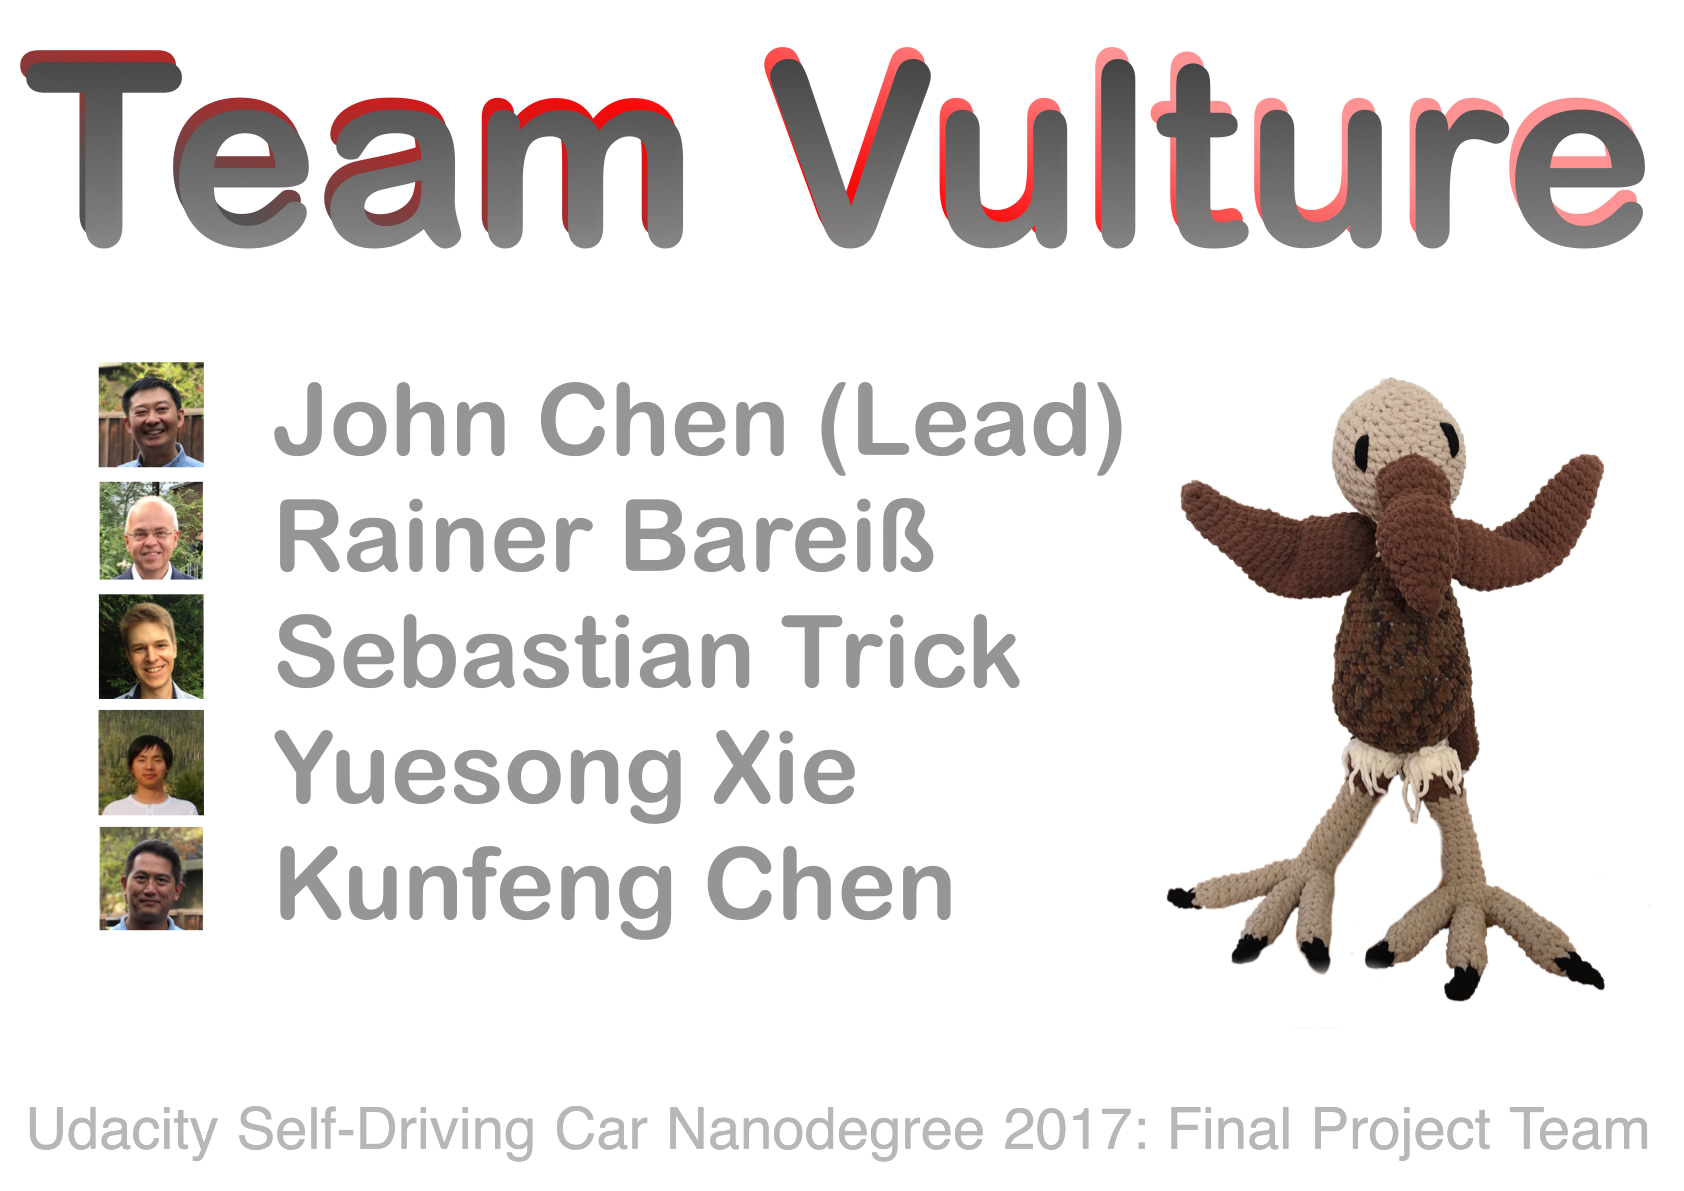 Team Vulture
John Chen (Lead)
Rainer Bareiß
Sebastian Trick
Yuesong Xie
Kunfeng Chen
Udacity Self-Driving Car Nanodegree 2017: Final Project Team